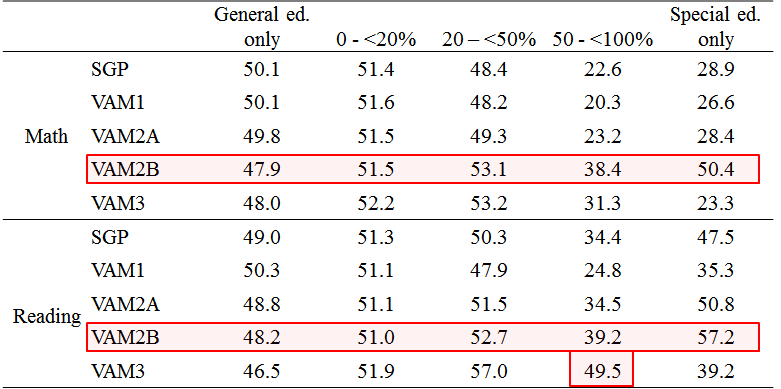 General ed. only 0 - <20% 20 – <50% 50 - <100% Special ed. only
Math
SGP 50.1 51.4 48.4 22.6 28.9
VAM1 50.1 51.6 48.2 20.3 26.6
VAM2A 49.8 51.5 49.3 23.2 28.4
VAM2B 47.9 51.5 53.1 38.4 50.4
VAM3 48.0 52.2 53.2 31.3 23.3
Reading
SGP 49.0 51.3 50.3 34.4 47.5
VAM1 50.3 51.1 47.9 24.8 35.3
VAM2A 48.8 51.1 51.5 34.5 50.8
VAM2B 48.2 51.0 52.7 39.2 57.2
VAM3 46.5 51.9 57.0 49.5 39.2